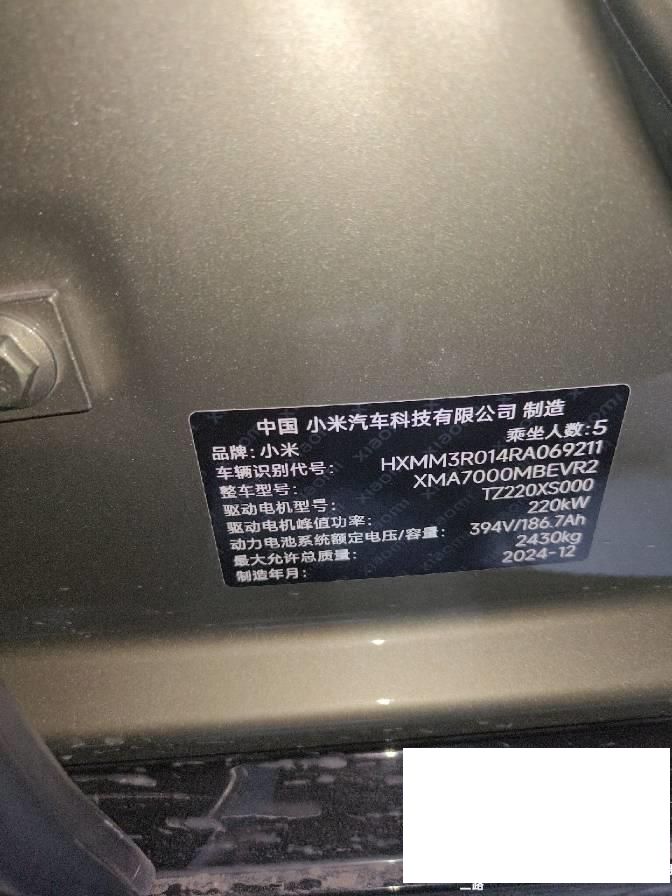 中国 小米汽车科技有限公司 制造
品牌: 小米 乘坐人数: 5
车辆识别代号: HXMM3R014RA069211
整车型号: XMA7000MBEVR2
驱动电机型号: TZ220XS000
驱动电机峰值功率: 220kW
动力电池系统额定电压/容量: 394V/186.7Ah
最大允许总质量: 2430kg
制造年月: 2024-12